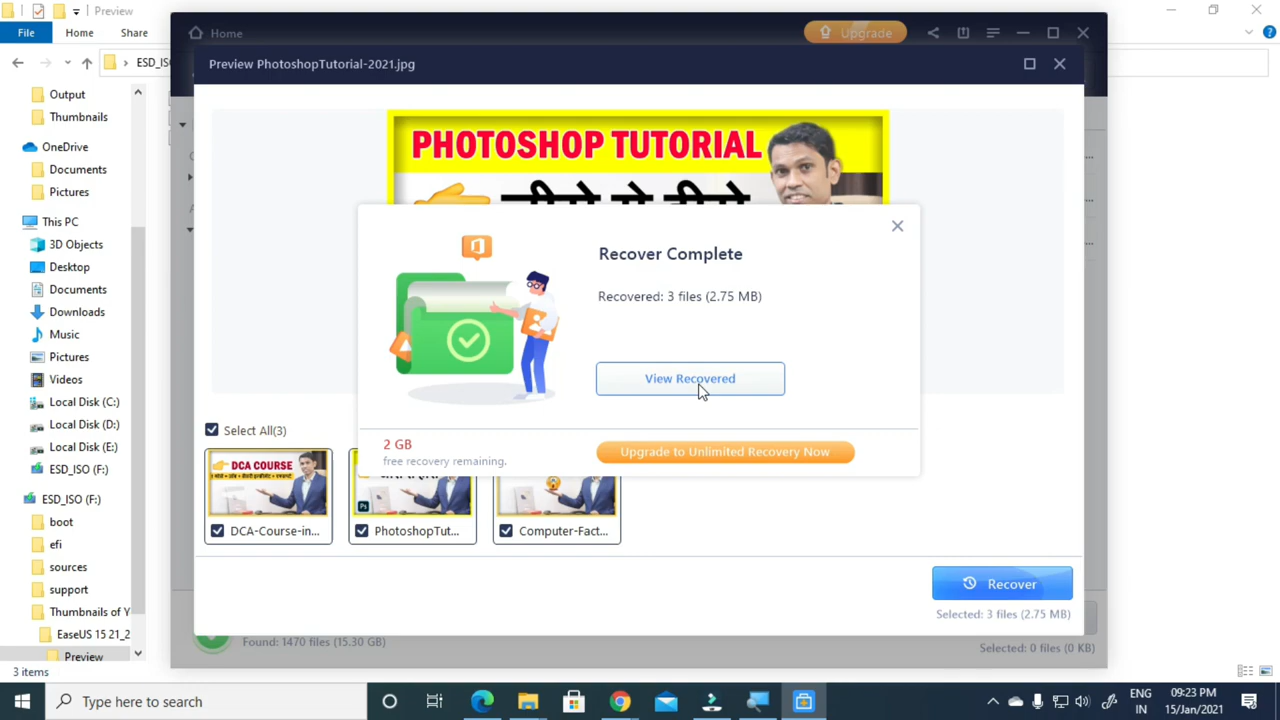 Preview
File
Home
Share
ESD_IS
Output
Thumbnails
OneDrive
Documents
Pictures
This PC
3D Objects
Desktop
Documents
Downloads
Music
Pictures
Videos
Local Disk (C:)
Local Disk (D:)
Local Disk (E:)
ESD_ISO (F:)
ESD_ISO (F:)
boot
efi
sources
support
Thumbnails of Y
EaseUS 15 21_2
Preview
3 items
Home
Upgrade
Preview PhotoshopTutorial-2021.jpg
PHOTOSHOP TUTORIAL
Recover Complete
Recovered: 3 files (2.75 MB)
View Recovered
2 GB
free recovery remaining.
Upgrade to Unlimited Recovery Now
Select All(3)
DCA COURSE
Ps
DCA-Course-in...
PhotoshopTut...
Computer-Fact...
Recover
Selected: 3 files (2.75 MB)
Found: 1470 files (15.30 GB)
Selected: 0 files (0 KB)
Type here to search
ENG
IN
09:23 PM
15/Jan/2021